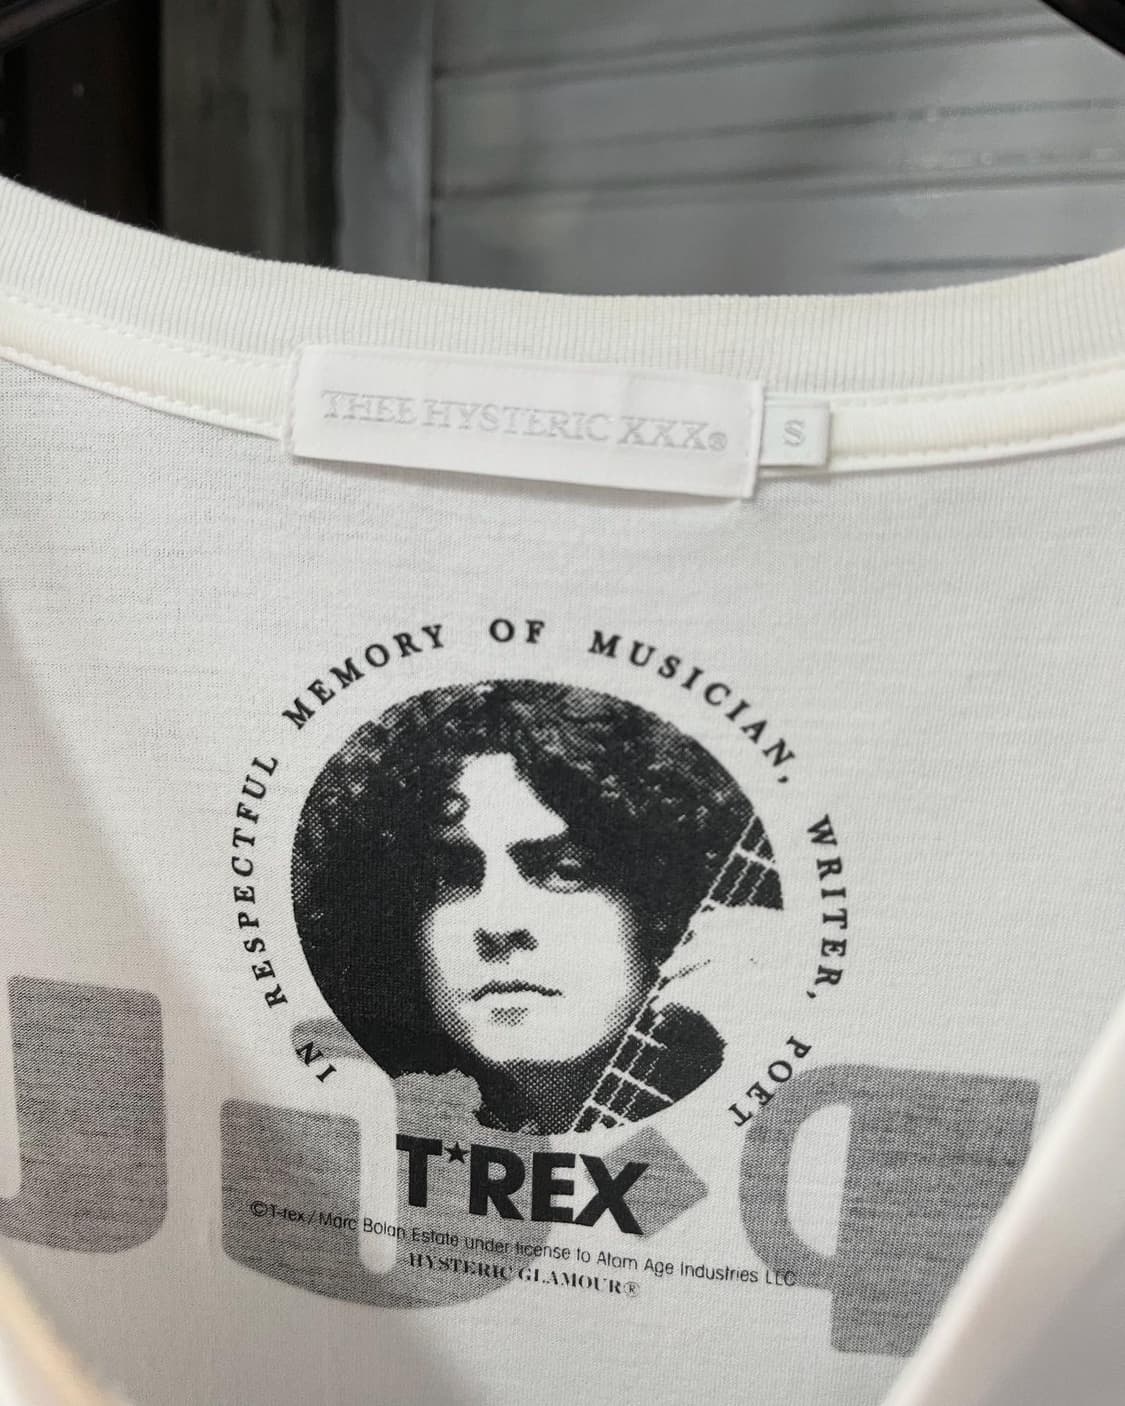 THEE HYSTERIC XXX®
S
IN RESPECTFUL MEMORY OF MUSICIAN, WRITER, POET
T★REX
©T-rex/Marc Bolan Estate under license to Atom Age Industries LLC
HYSTERIC GLAMOUR®